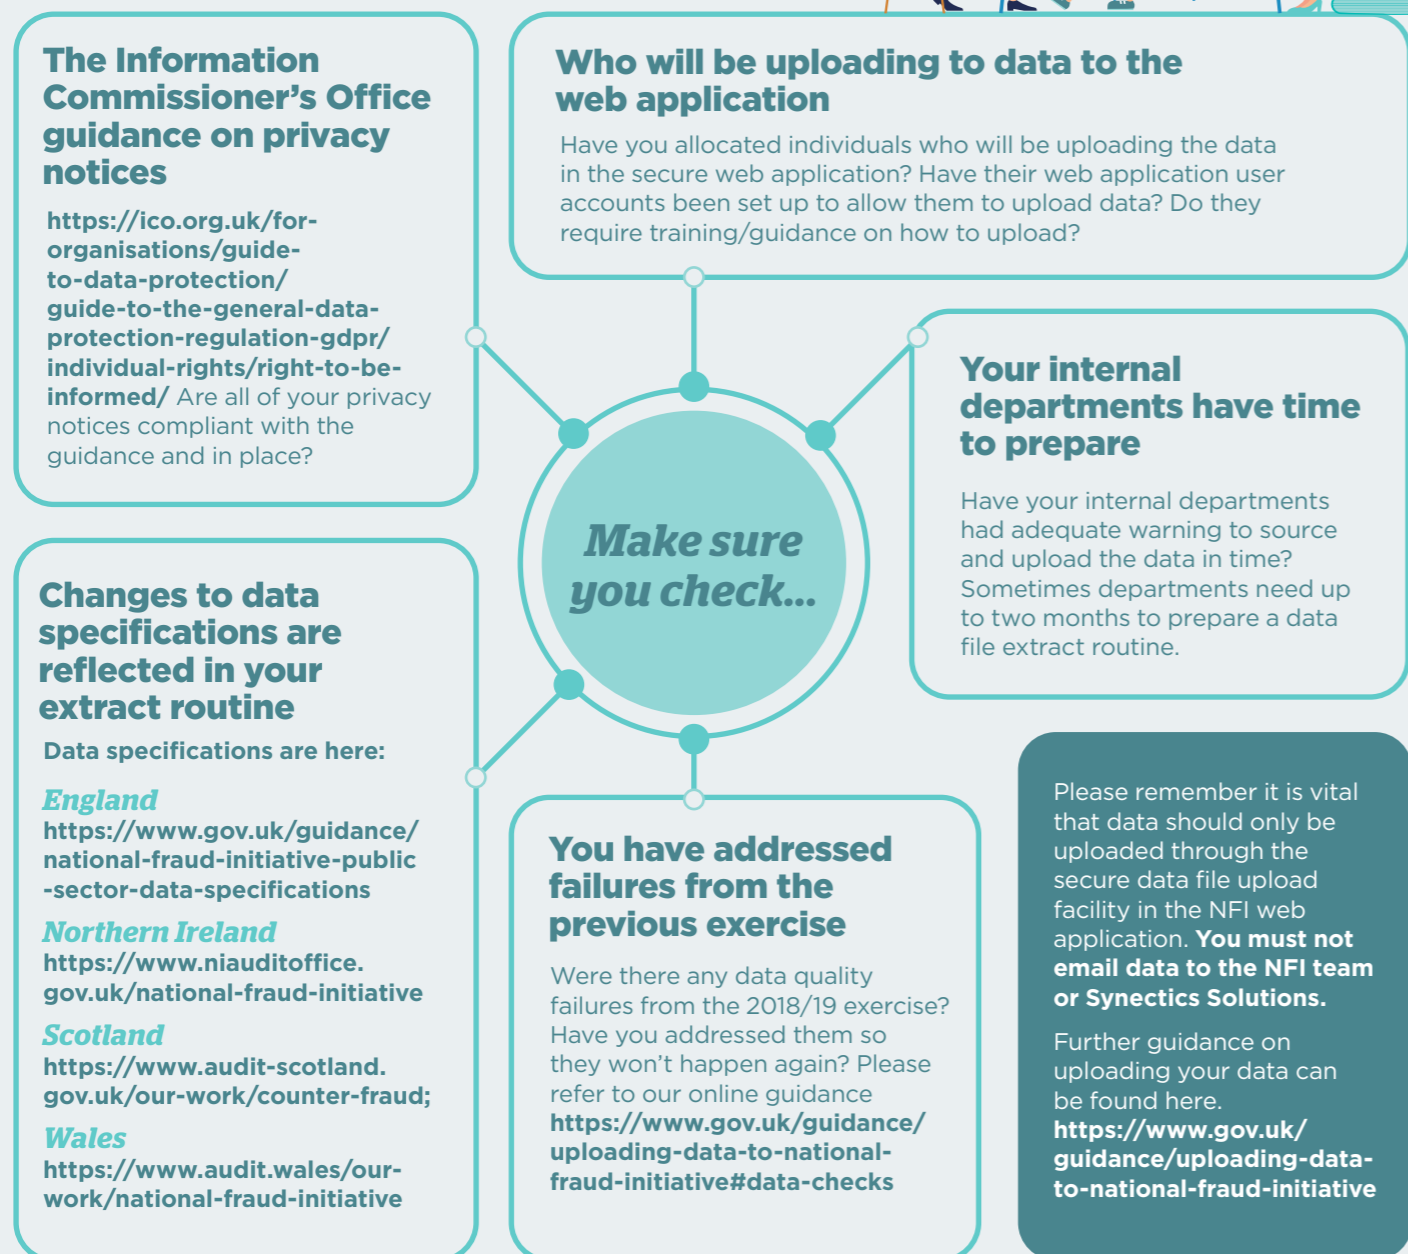 The Information
Commissioner’s Office
guidance on privacy
notices
https://ico.org.uk/for-
organisations/guide-
to-data-protection/
guide-to-the-general-data-
protection-regulation-gdpr/
individual-rights/right-to-be-
informed/ Are all of your privacy
notices compliant with the
guidance and in place?
Who will be uploading to data to the
web application
Have you allocated individuals who will be uploading the data
in the secure web application? Have their web application user
accounts been set up to allow them to upload data? Do they
require training/guidance on how to upload?
Your internal
departments have time
to prepare
Have your internal departments
had adequate warning to source
and upload the data in time?
Sometimes departments need up
to two months to prepare a data
file extract routine.
Make sure
you check...
Changes to data
specifications are
reflected in your
extract routine
Data specifications are here:
England
https://www.gov.uk/guidance/
national-fraud-initiative-public
-sector-data-specifications
Northern Ireland
https://www.niauditoffice.
gov.uk/national-fraud-initiative
Scotland
https://www.audit-scotland.
gov.uk/our-work/counter-fraud;
Wales
https://www.audit.wales/our-
work/national-fraud-initiative
You have addressed
failures from the
previous exercise
Were there any data quality
failures from the 2018/19 exercise?
Have you addressed them so
they won’t happen again? Please
refer to our online guidance
https://www.gov.uk/guidance/
uploading-data-to-national-
fraud-initiative#data-checks
Please remember it is vital
that data should only be
uploaded through the
secure data file upload
facility in the NFI web
application. You must not
email data to the NFI team
or Synectics Solutions.
Further guidance on
uploading your data can
be found here.
https://www.gov.uk/
guidance/uploading-data-
to-national-fraud-initiative